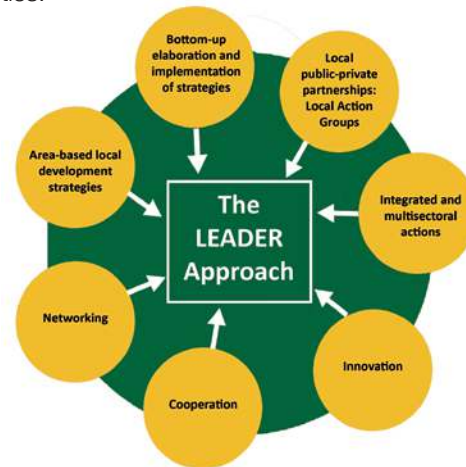 Bottom-up
elaboration and
implementation
of strategies
Local
public-private
partnerships:
Local Action
Groups
Area-based local
development
strategies
The
LEADER
Approach
Integrated and
multisectoral
actions
Networking
Innovation
Cooperation